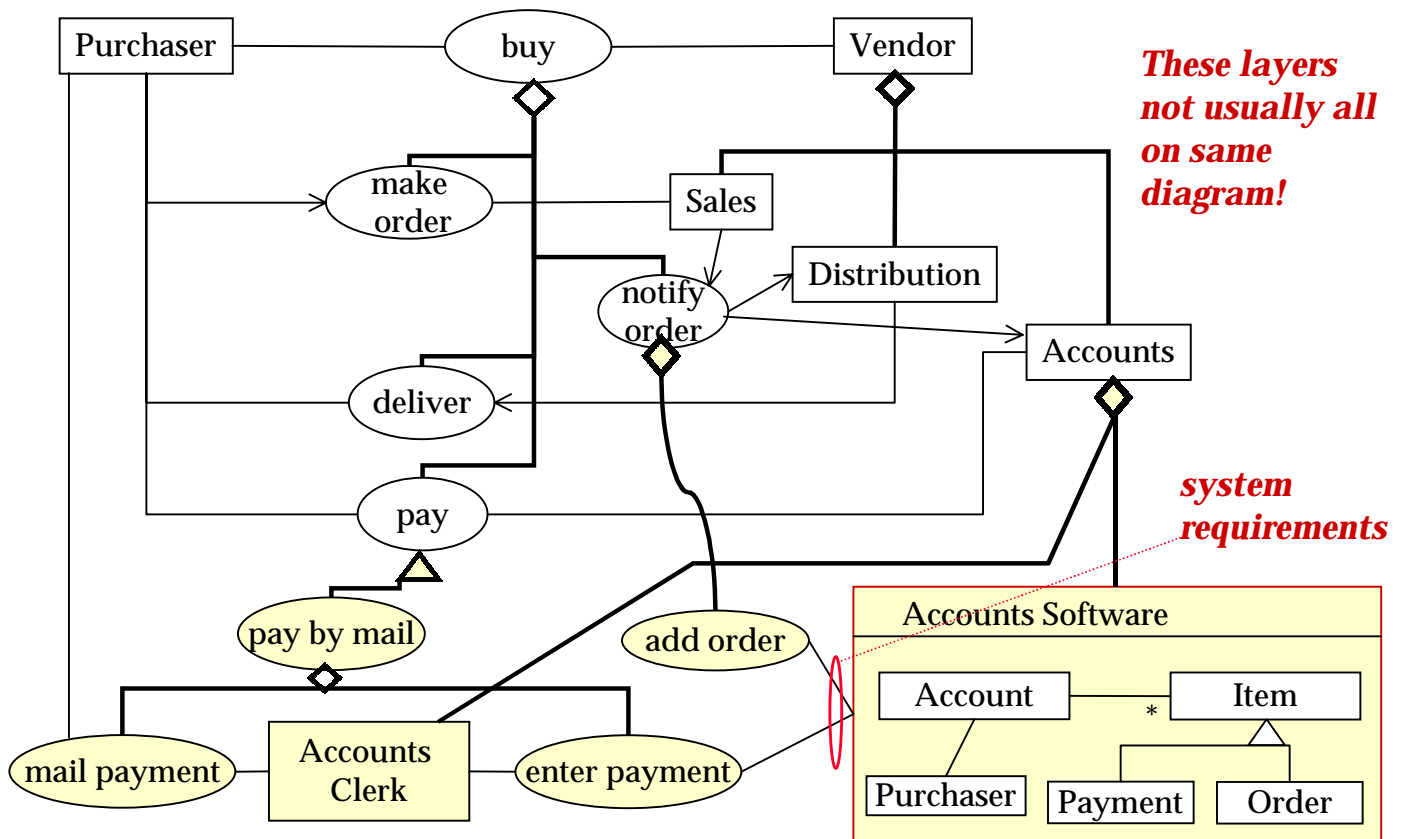 Purchaser
buy
Vendor
These layers
not usually all
on same
diagram!
make
order
Sales
Distribution
notify
order
Accounts
deliver
pay
system
requirements
pay by mail
add order
Accounts Software
Account
*
Item
mail payment
Accounts
Clerk
enter payment
Purchaser
Payment
Order